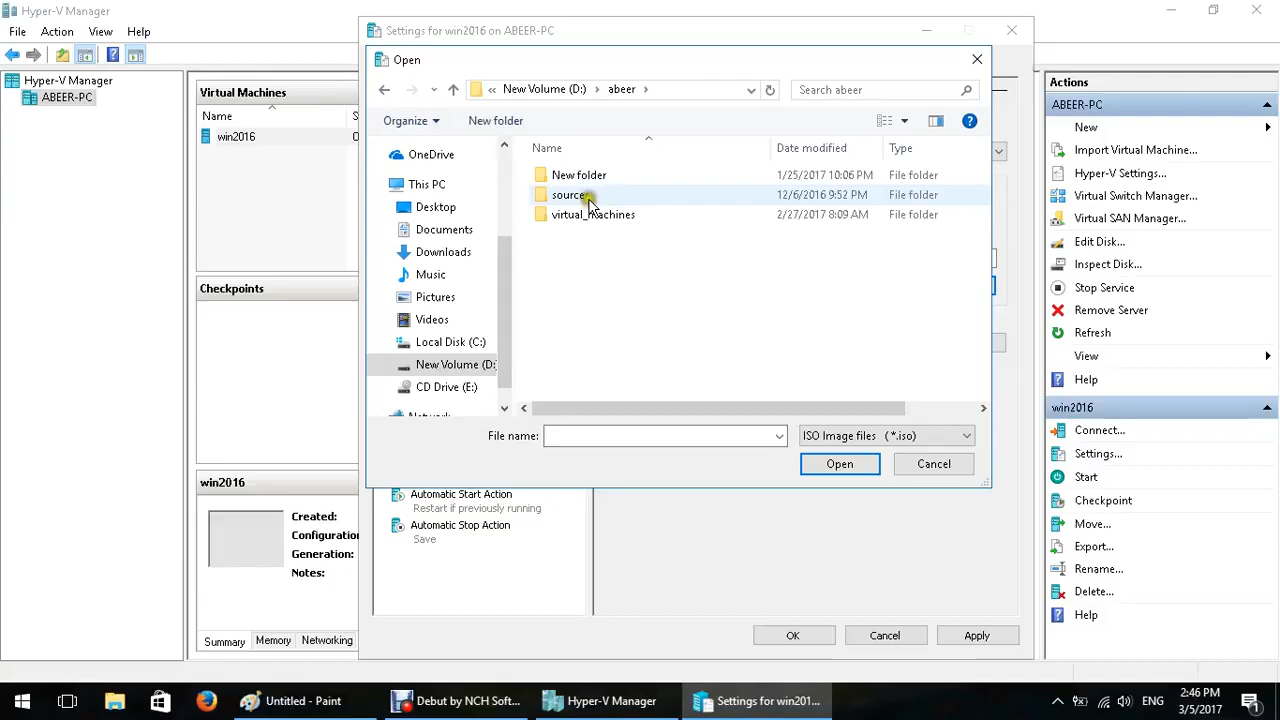 Hyper-V Manager
File Action View Help
Hyper-V Manager
ABEER-PC
Virtual Machines
Name
win2016
Checkpoints
win2016
Created:
Configuration
Generation:
Notes:
Summary Memory Networking
Settings for win2016 on ABEER-PC
Open
« New Volume (D:) › abeer ›
Search abeer
Organize New folder
OneDrive
This PC
Desktop
Documents
Downloads
Music
Pictures
Videos
Local Disk (C:)
New Volume (D:
CD Drive (E:)
Network
Name Date modified Type
New folder 1/25/2017 10:06 PM File folder
source 12/6/2016 9:52 PM File folder
virtual_machines 2/27/2017 8:09 AM File folder
File name:
ISO Image files (*.iso)
Open Cancel
Automatic Start Action
Restart if previously running
Automatic Stop Action
Save
OK Cancel Apply
Actions
ABEER-PC
New
Import Virtual Machine...
Hyper-V Settings...
Virtual Switch Manager...
Virtual SAN Manager...
Edit Disk...
Inspect Disk...
Stop Service
Remove Server
Refresh
View
Help
win2016
Connect...
Settings...
Start
Checkpoint
Move...
Export...
Rename...
Delete...
Help
Untitled - Paint
Debut by NCH Soft...
Hyper-V Manager
Settings for win201...
ENG
2:46 PM
3/5/2017